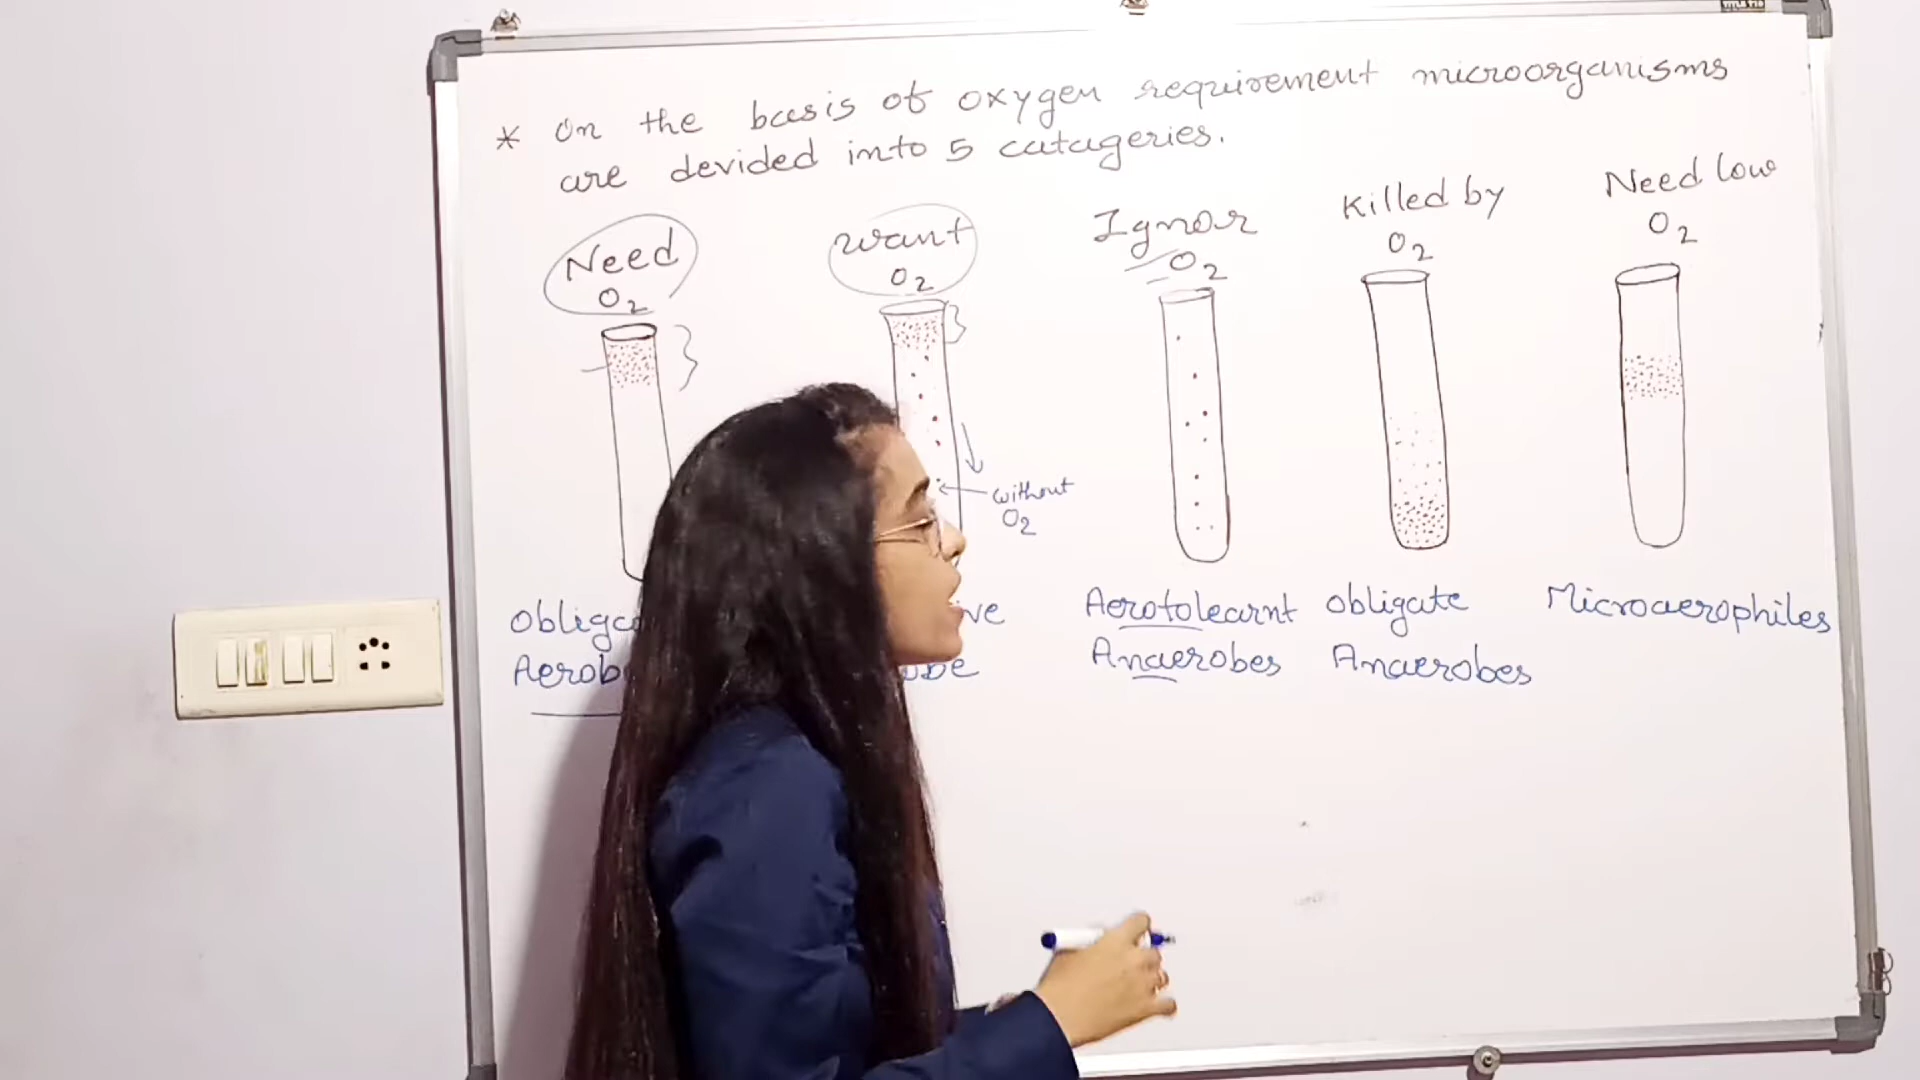 * On the basis of oxygen requirement microorganisms
are devided into 5 catageries.
Need
O2
want
O2
Ignor
O2
Killed by
O2
Need low
O2
without
O2
Aerotolearnt
Anaerobes
obligate
Anaerobes
Microaerophiles